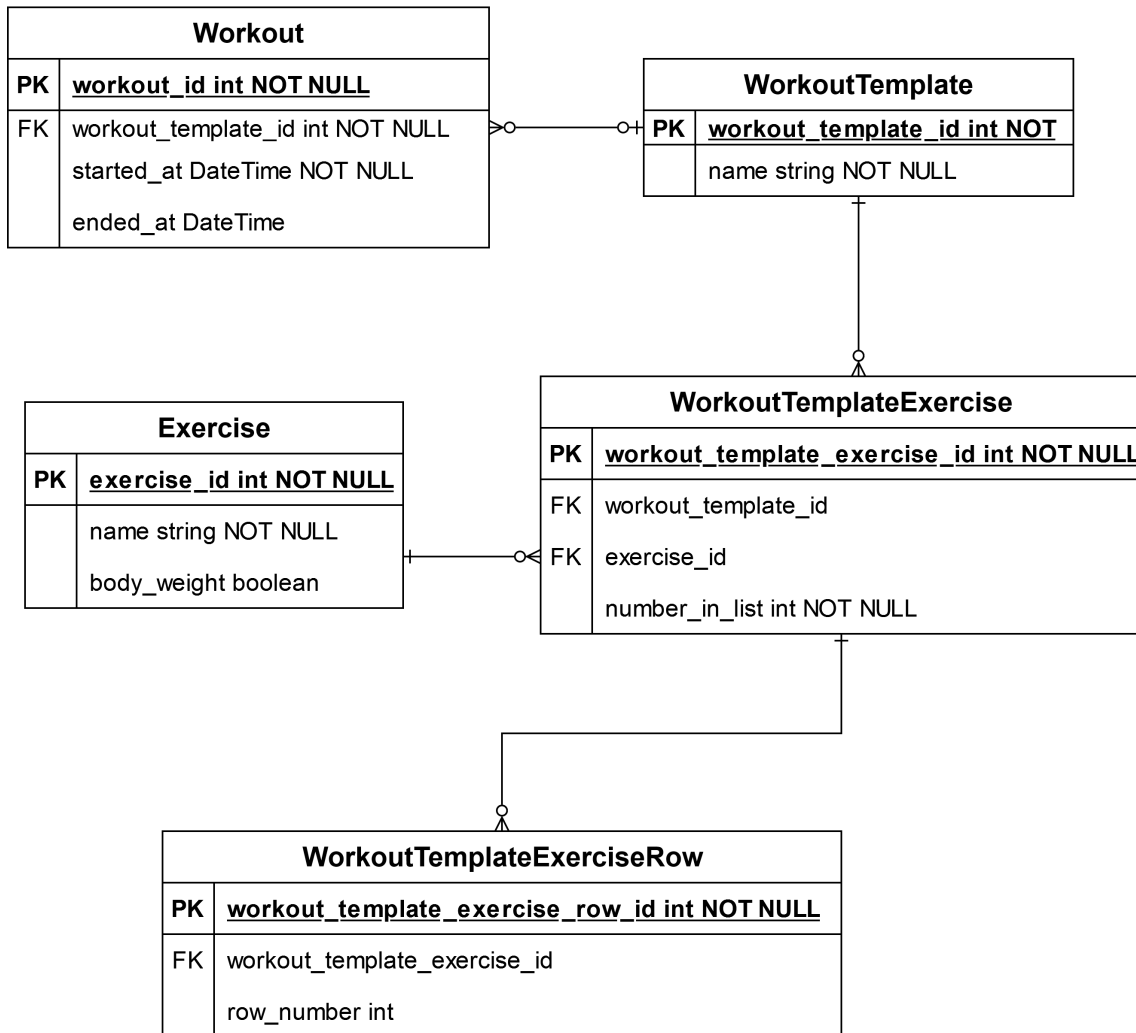 Workout
PK workout_id int NOT NULL
FK workout_template_id int NOT NULL
started_at DateTime NOT NULL
ended_at DateTime
WorkoutTemplate
PK workout_template_id int NOT
name string NOT NULL
Exercise
PK exercise_id int NOT NULL
name string NOT NULL
body_weight boolean
WorkoutTemplateExercise
PK workout_template_exercise_id int NOT NULL
FK workout_template_id
FK exercise_id
number_in_list int NOT NULL
WorkoutTemplateExerciseRow
PK workout_template_exercise_row_id int NOT NULL
FK workout_template_exercise_id
row_number int